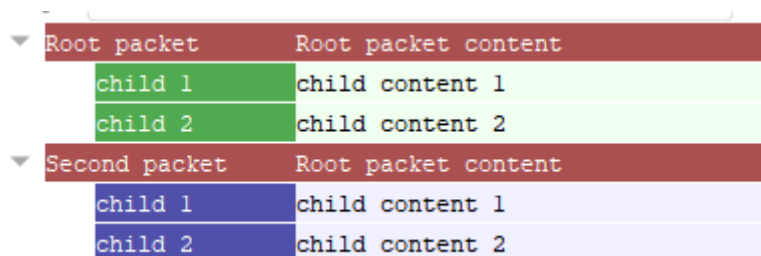 Root packet Root packet content
child 1 child content 1
child 2 child content 2
Second packet Root packet content
child 1 child content 1
child 2 child content 2